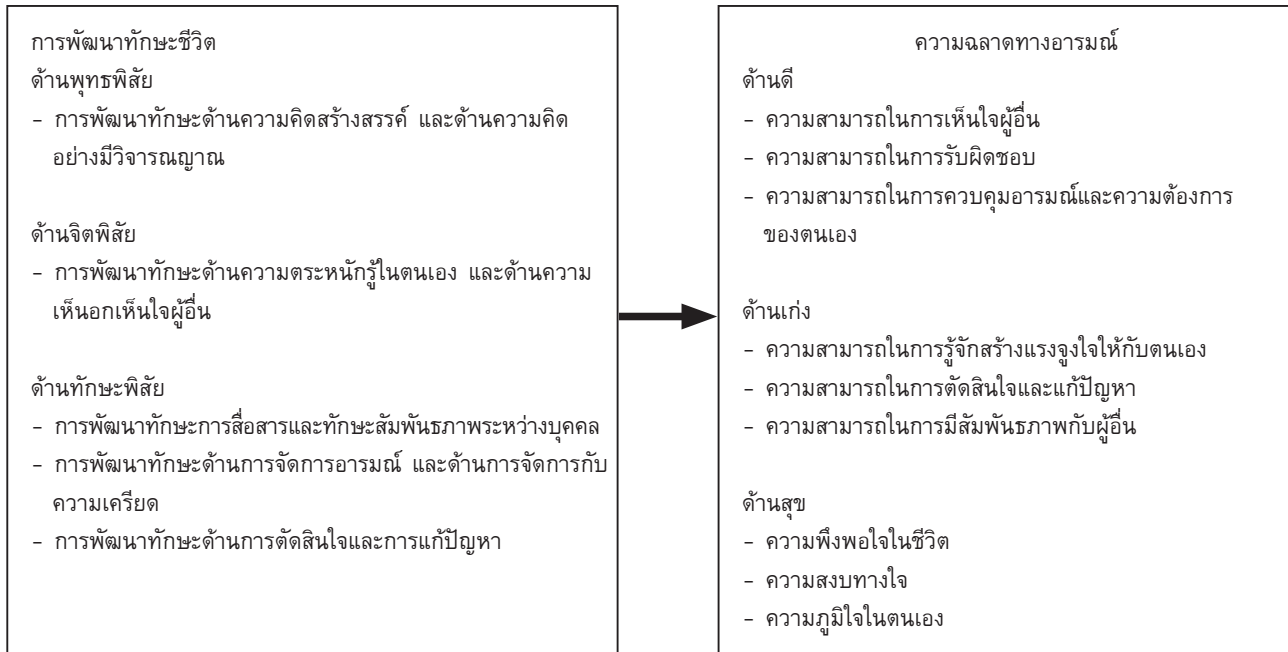 การพัฒนาทักษะชีวิต
ด้านพุทธพิสัย
– การพัฒนาทักษะด้านความคิดสร้างสรรค์ และด้านความคิด
อย่างมีวิจารณญาณ
ด้านจิตพิสัย
– การพัฒนาทักษะด้านความตระหนักรู้ในตนเอง และด้านความ
เห็นอกเห็นใจผู้อื่น
ด้านทักษะพิสัย
– การพัฒนาทักษะการสื่อสารและทักษะสัมพันธภาพระหว่างบุคคล
– การพัฒนาทักษะด้านการจัดการอารมณ์ และด้านการจัดการกับ
ความเครียด
– การพัฒนาทักษะด้านการตัดสินใจและการแก้ปัญหา
ความฉลาดทางอารมณ์
ด้านดี
– ความสามารถในการเห็นใจผู้อื่น
– ความสามารถในการรับผิดชอบ
– ความสามารถในการควบคุมอารมณ์และความต้องการ
ของตนเอง
ด้านเก่ง
– ความสามารถในการรู้จักสร้างแรงจูงใจให้กับตนเอง
– ความสามารถในการตัดสินใจและแก้ปัญหา
– ความสามารถในการมีสัมพันธภาพกับผู้อื่น
ด้านสุข
– ความพึงพอใจในชีวิต
– ความสงบทางใจ
– ความภูมิใจในตนเอง